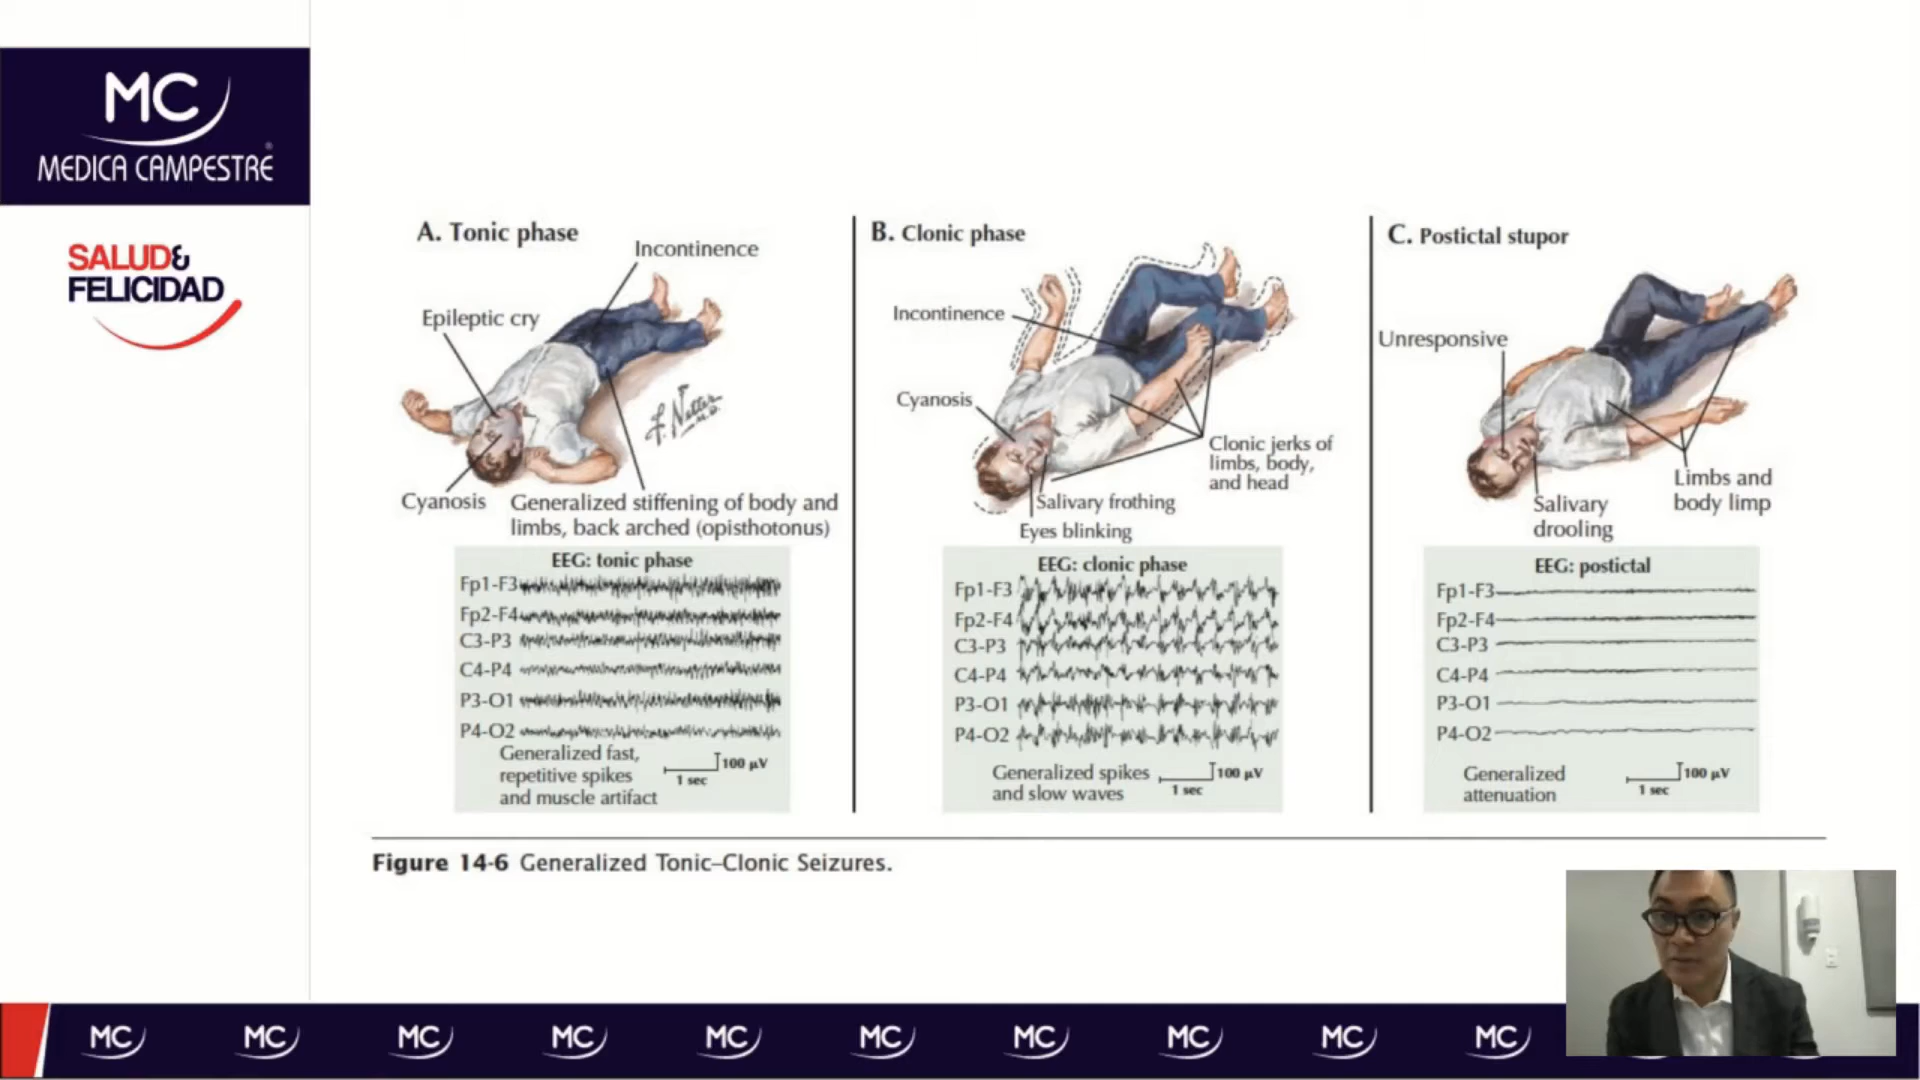 MC
MEDICA CAMPESTRE
®
SALUD&
FELICIDAD
A. Tonic phase
Incontinence
Epileptic cry
F. Netter
M.D.
Cyanosis
Generalized stiffening of body and
limbs, back arched (opisthotonus)
EEG: tonic phase
Fp1-F3
Fp2-F4
C3-P3
C4-P4
P3-O1
P4-O2
Generalized fast,
repetitive spikes
and muscle artifact
100 µV
1 sec
B. Clonic phase
Incontinence
Cyanosis
Clonic jerks of
limbs, body,
and head
Salivary frothing
Eyes blinking
EEG: clonic phase
Fp1-F3
Fp2-F4
C3-P3
C4-P4
P3-O1
P4-O2
Generalized spikes
and slow waves
100 µV
1 sec
C. Postictal stupor
Unresponsive
Limbs and
body limp
Salivary
drooling
EEG: postictal
Fp1-F3
Fp2-F4
C3-P3
C4-P4
P3-O1
P4-O2
Generalized
attenuation
100 µV
1 sec
Figure 14-6 Generalized Tonic–Clonic Seizures.
MC MC MC MC MC MC MC MC MC MC